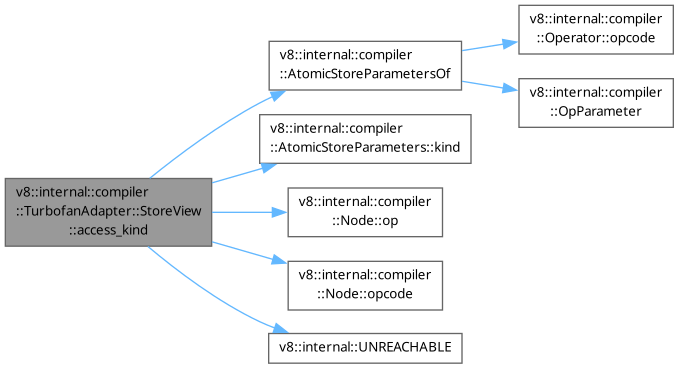 v8::internal::compiler
::TurbofanAdapter::StoreView
::access_kind
v8::internal::compiler
::AtomicStoreParametersOf
v8::internal::compiler
::Operator::opcode
v8::internal::compiler
::OpParameter
v8::internal::compiler
::AtomicStoreParameters::kind
v8::internal::compiler
::Node::op
v8::internal::compiler
::Node::opcode
v8::internal::UNREACHABLE